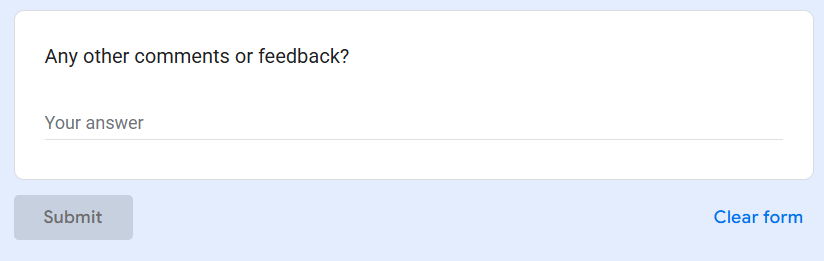 Any other comments or feedback?
Your answer
Submit
Clear form